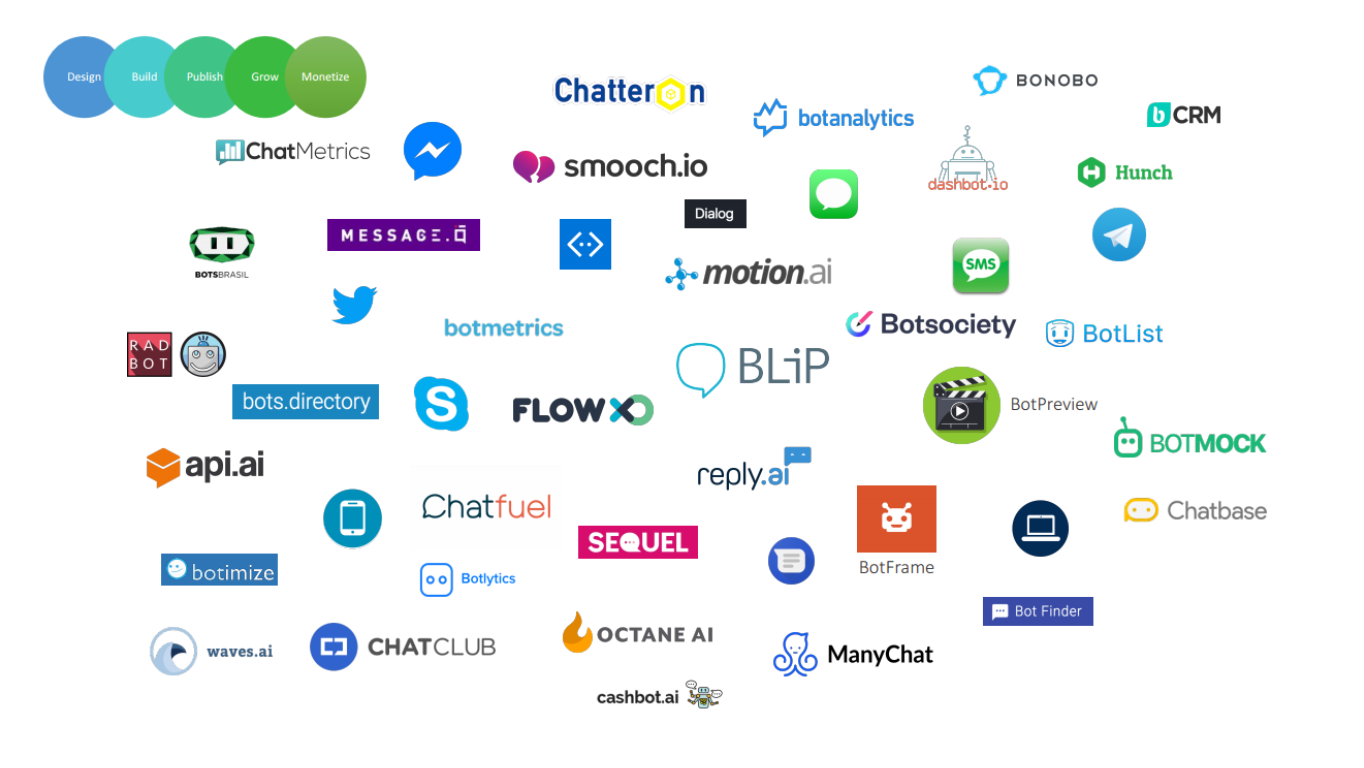 Design Build Publish Grow Monetize
Chatteron
BONOBO
botanalytics
bCRM
ChatMetrics
smooch.io
dashbot.io
Hunch
Dialog
MESSAGE.Q
BOTSBRASIL
motion.ai
SMS
botmetrics
Botsociety
BotList
RAD
BOT
BLiP
bots.directory
S
FLOW XO
BotPreview
BOTMOCK
api.ai
reply.ai
Chatfuel
Chatbase
SEQUEL
BotFrame
botimize
Botlytics
Bot Finder
waves.ai
CHATCLUB
OCTANE AI
ManyChat
cashbot.ai